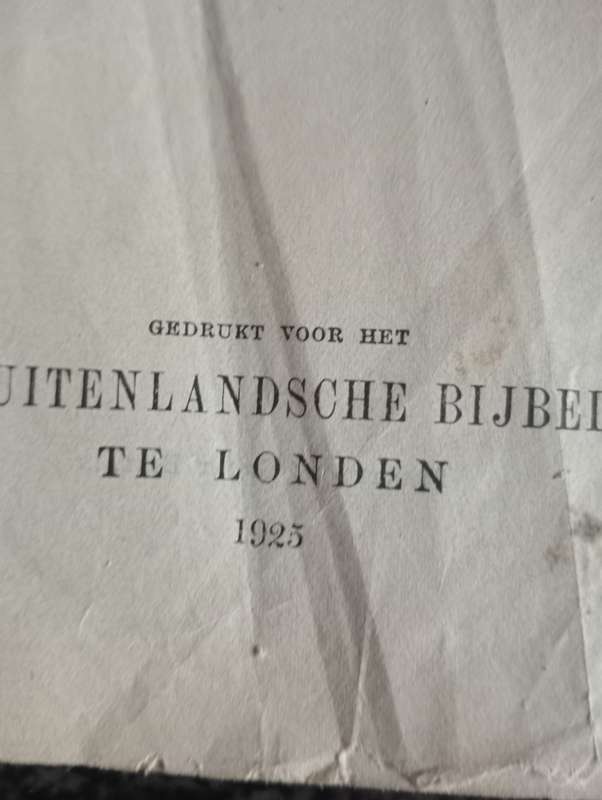 GEDRUKT VOOR HET
UITENLANDSCHE BIJBEL
TE LONDEN
1925